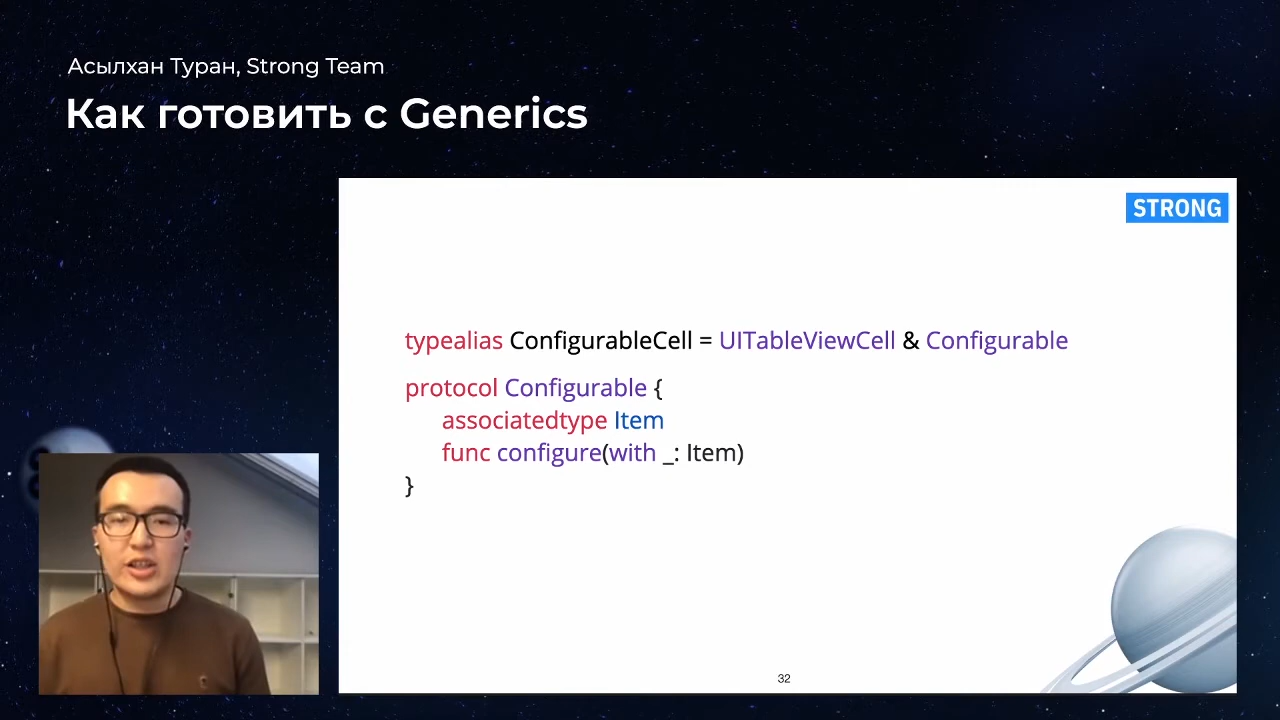 Асылхан Туран, Strong Team
Как готовить с Generics
STRONG
typealias ConfigurableCell = UITableViewCell & Configurable
protocol Configurable {
associatedtype Item
func configure(with _: Item)
}
32